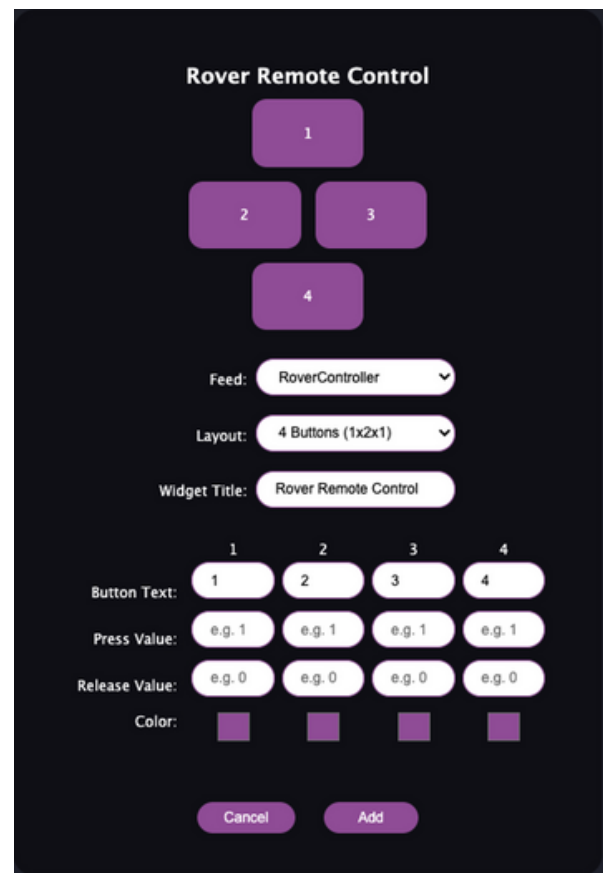 Rover Remote Control
1
2 3
4
Feed: RoverController
Layout: 4 Buttons (1x2x1)
Widget Title: Rover Remote Control
1 2 3 4
Button Text: 1 2 3 4
Press Value: e.g. 1 e.g. 1 e.g. 1 e.g. 1
Release Value: e.g. 0 e.g. 0 e.g. 0 e.g. 0
Color:
Cancel Add